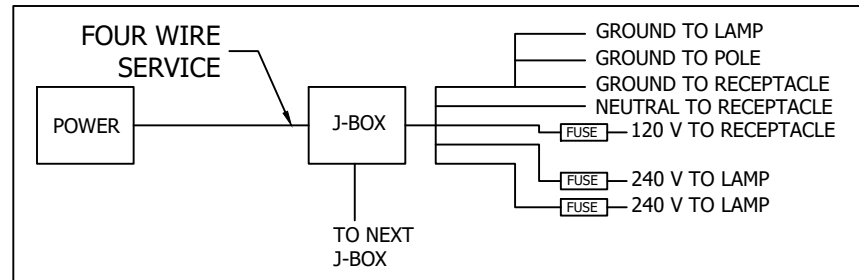 FOUR WIRE
SERVICE
POWER
J-BOX
TO NEXT
J-BOX
GROUND TO LAMP
GROUND TO POLE
GROUND TO RECEPTACLE
NEUTRAL TO RECEPTACLE
FUSE 120 V TO RECEPTACLE
FUSE 240 V TO LAMP
FUSE 240 V TO LAMP